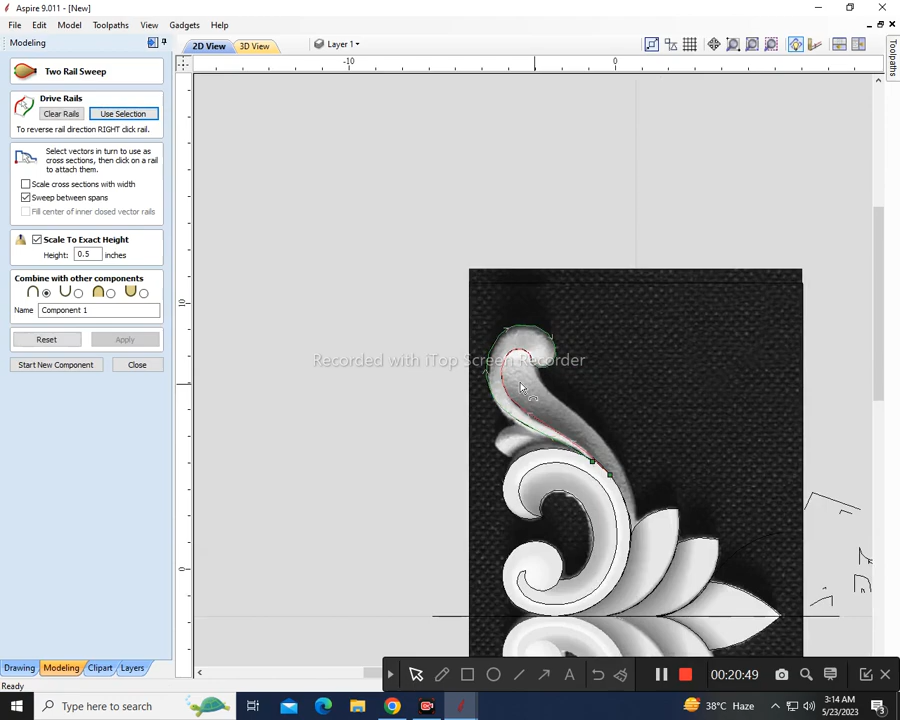 Aspire 9.011 - [New]
File Edit Model Toolpaths View Gadgets Help
Modeling
2D View 3D View Layer 1
Toolpaths
-10 0
10
0
Two Rail Sweep
Drive Rails
Clear Rails Use Selection
To reverse rail direction RIGHT click rail.
Select vectors in turn to use as
cross sections, then click on a rail
to attach them.
Scale cross sections with width
Sweep between spans
Fill center of inner closed vector rails
Scale To Exact Height
Height: 0.5 inches
Combine with other components
Name Component 1
Reset Apply
Start New Component Close
Recorded with iTop Screen Recorder
Drawing Modeling Clipart Layers
Ready
00:20:49
Type here to search
38°C Haze
3:14 AM
5/23/2023
3